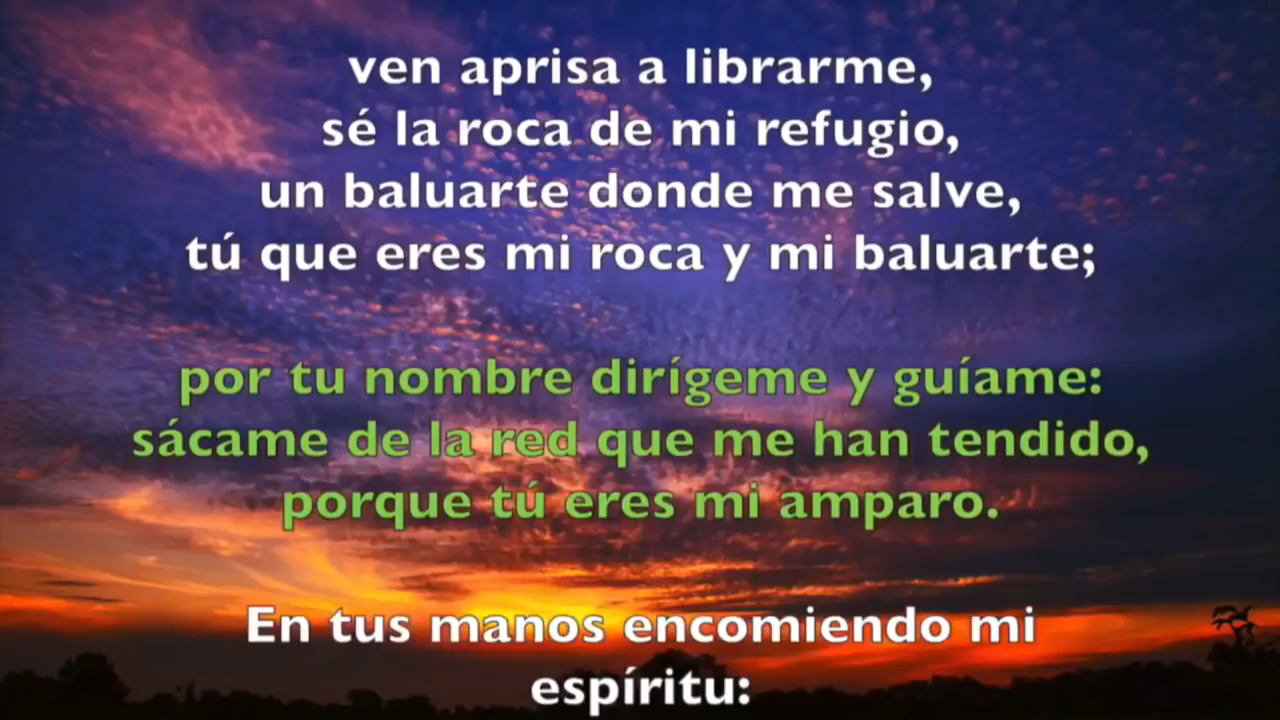 ven aprisa a librarme,
sé la roca de mi refugio,
un baluarte donde me salve,
tú que eres mi roca y mi baluarte;
por tu nombre dirígeme y guíame:
sácame de la red que me han tendido,
porque tú eres mi amparo.
En tus manos encomiendo mi
espíritu: